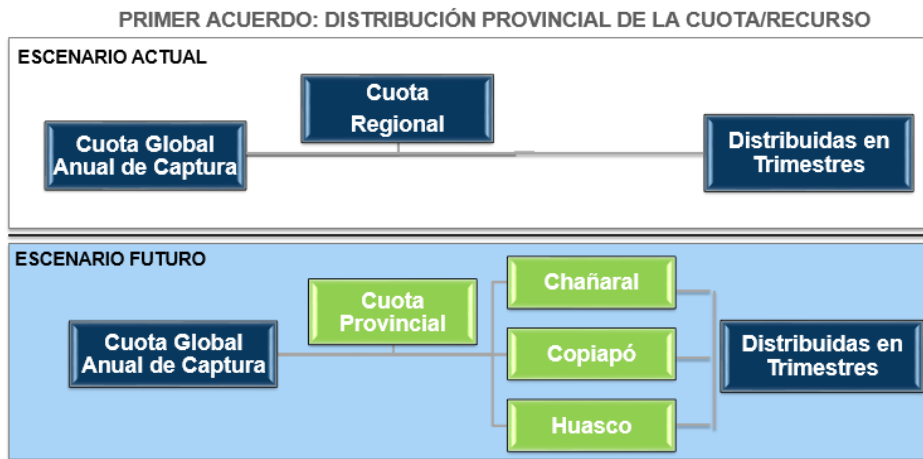 PRIMER ACUERDO: DISTRIBUCIÓN PROVINCIAL DE LA CUOTA/RECURSO
ESCENARIO ACTUAL
Cuota
Regional
Cuota Global
Anual de Captura
Distribuidas en
Trimestres
ESCENARIO FUTURO
Cuota Global
Anual de Captura
Cuota
Provincial
Chañaral
Copiapó
Huasco
Distribuidas en
Trimestres